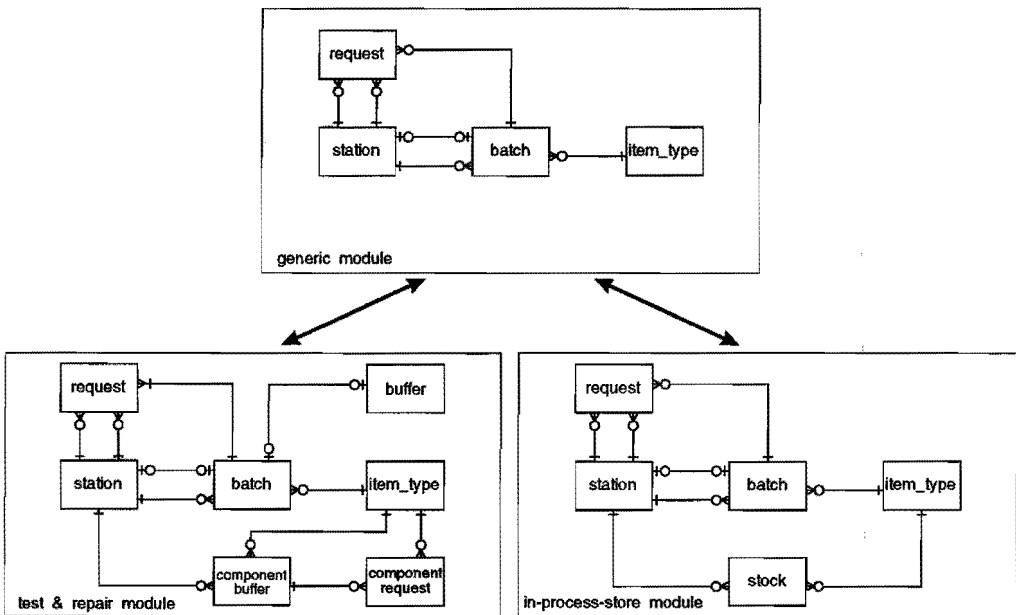 request
station
batch
item_type
generic module
request
buffer
station
batch
item_type
component
buffer
component
request
test & repair module
request
station
batch
item_type
stock
in-process-store module